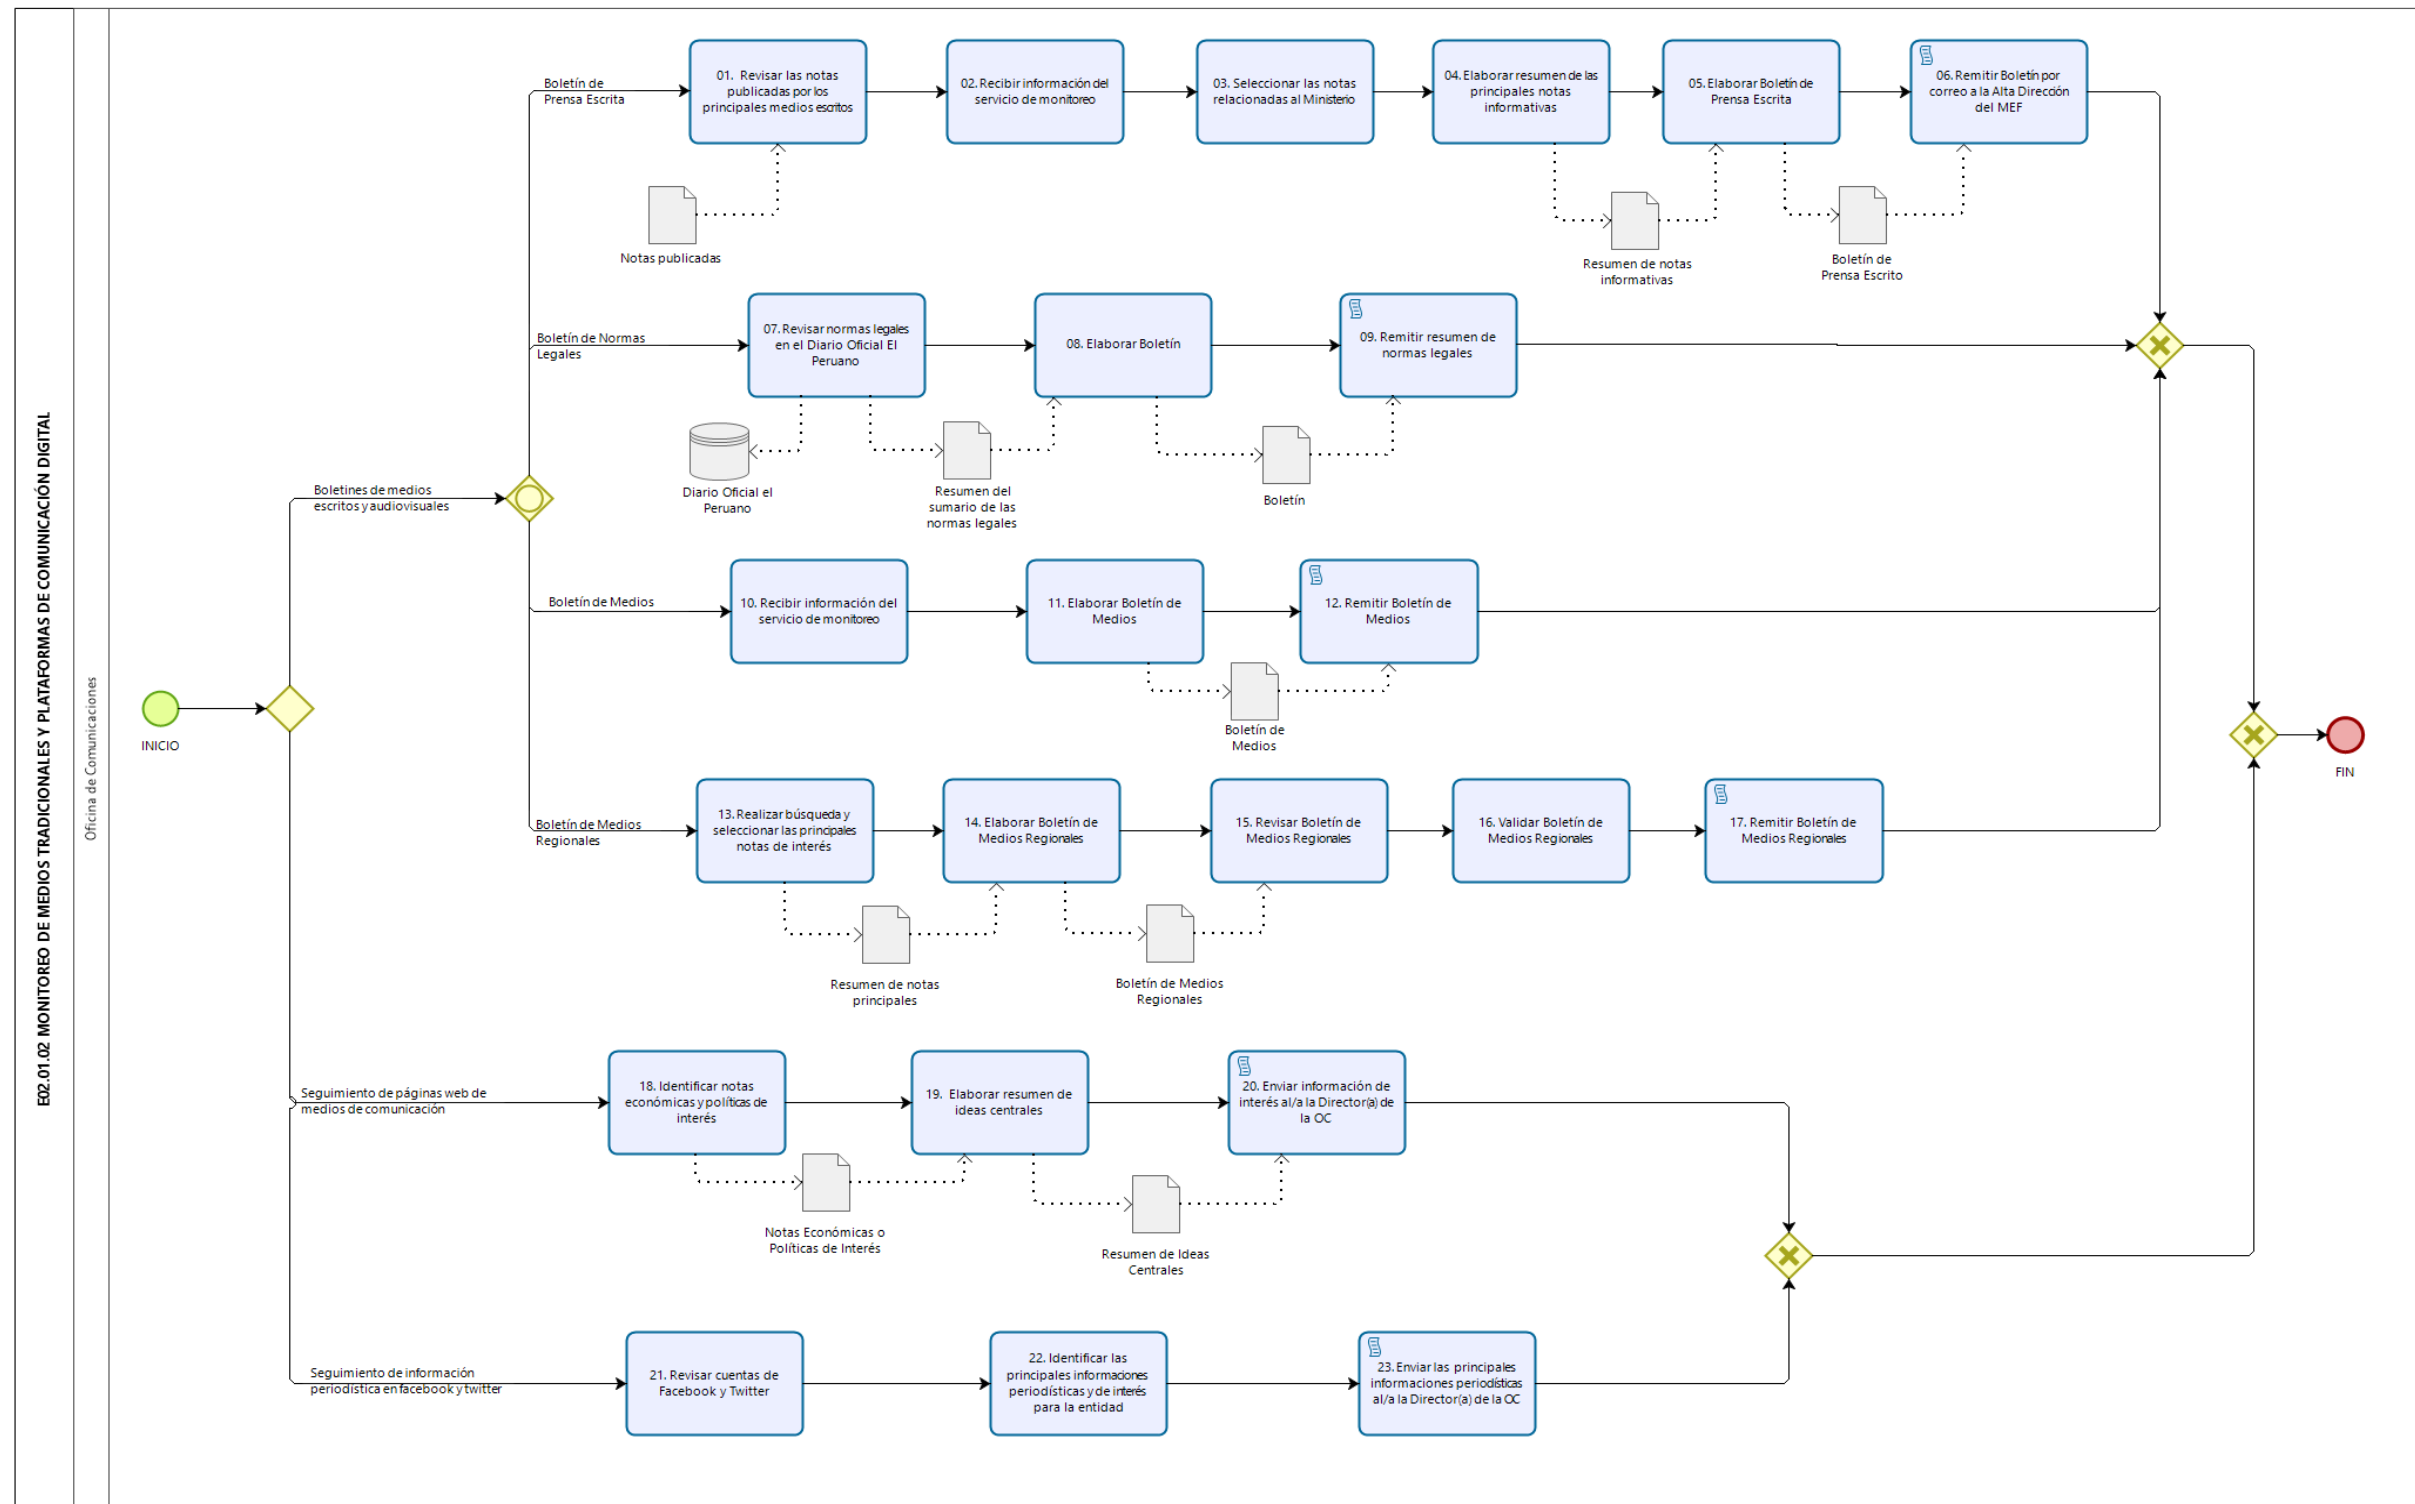 E02.01.02 MONITOREO DE MEDIOS TRADICIONALES Y PLATAFORMAS DE COMUNICACIÓN DIGITAL
Oficina de Comunicaciones
INICIO
Boletines de medios
escritos y audiovisuales
Boletín de
Prensa Escrita
01. Revisar las notas
publicadas por los
principales medios escritos
02. Recibir información del
servicio de monitoreo
03. Seleccionar las notas
relacionadas al Ministerio
04. Elaborar resumen de las
principales notas
informativas
05. Elaborar Boletín de
Prensa Escrita
06. Remitir Boletín por
correo a la Alta Dirección
del MEF
Notas publicadas
Resumen de notas
informativas
Boletín de
Prensa Escrito
Boletín de Normas
Legales
07. Revisar normas legales
en el Diario Oficial El
Peruano
08. Elaborar Boletín
09. Remitir resumen de
normas legales
Diario Oficial el
Peruano
Resumen del
sumario de las
normas legales
Boletín
Boletín de Medios
10. Recibir información del
servicio de monitoreo
11. Elaborar Boletín de
Medios
12. Remitir Boletín de
Medios
Boletín de
Medios
Boletín de Medios
Regionales
13. Realizar búsqueda y
seleccionar las principales
notas de interés
14. Elaborar Boletín de
Medios Regionales
15. Revisar Boletín de
Medios Regionales
16. Validar Boletín de
Medios Regionales
17. Remitir Boletín de
Medios Regionales
Resumen de notas
principales
Boletín de Medios
Regionales
FIN
Seguimiento de páginas web de
medios de comunicación
18. Identificar notas
económicas y políticas de
interés
19. Elaborar resumen de
ideas centrales
20. Enviar información de
interés al/a la Director(a) de
la OC
Notas Económicas o
Políticas de Interés
Resumen de Ideas
Centrales
Seguimiento de información
periodística en facebook y twitter
21. Revisar cuentas de
Facebook y Twitter
22. Identificar las
principales informaciones
periodísticas y de interés
para la entidad
23. Enviar las principales
informaciones periodísticas
al/a la Director(a) de la OC